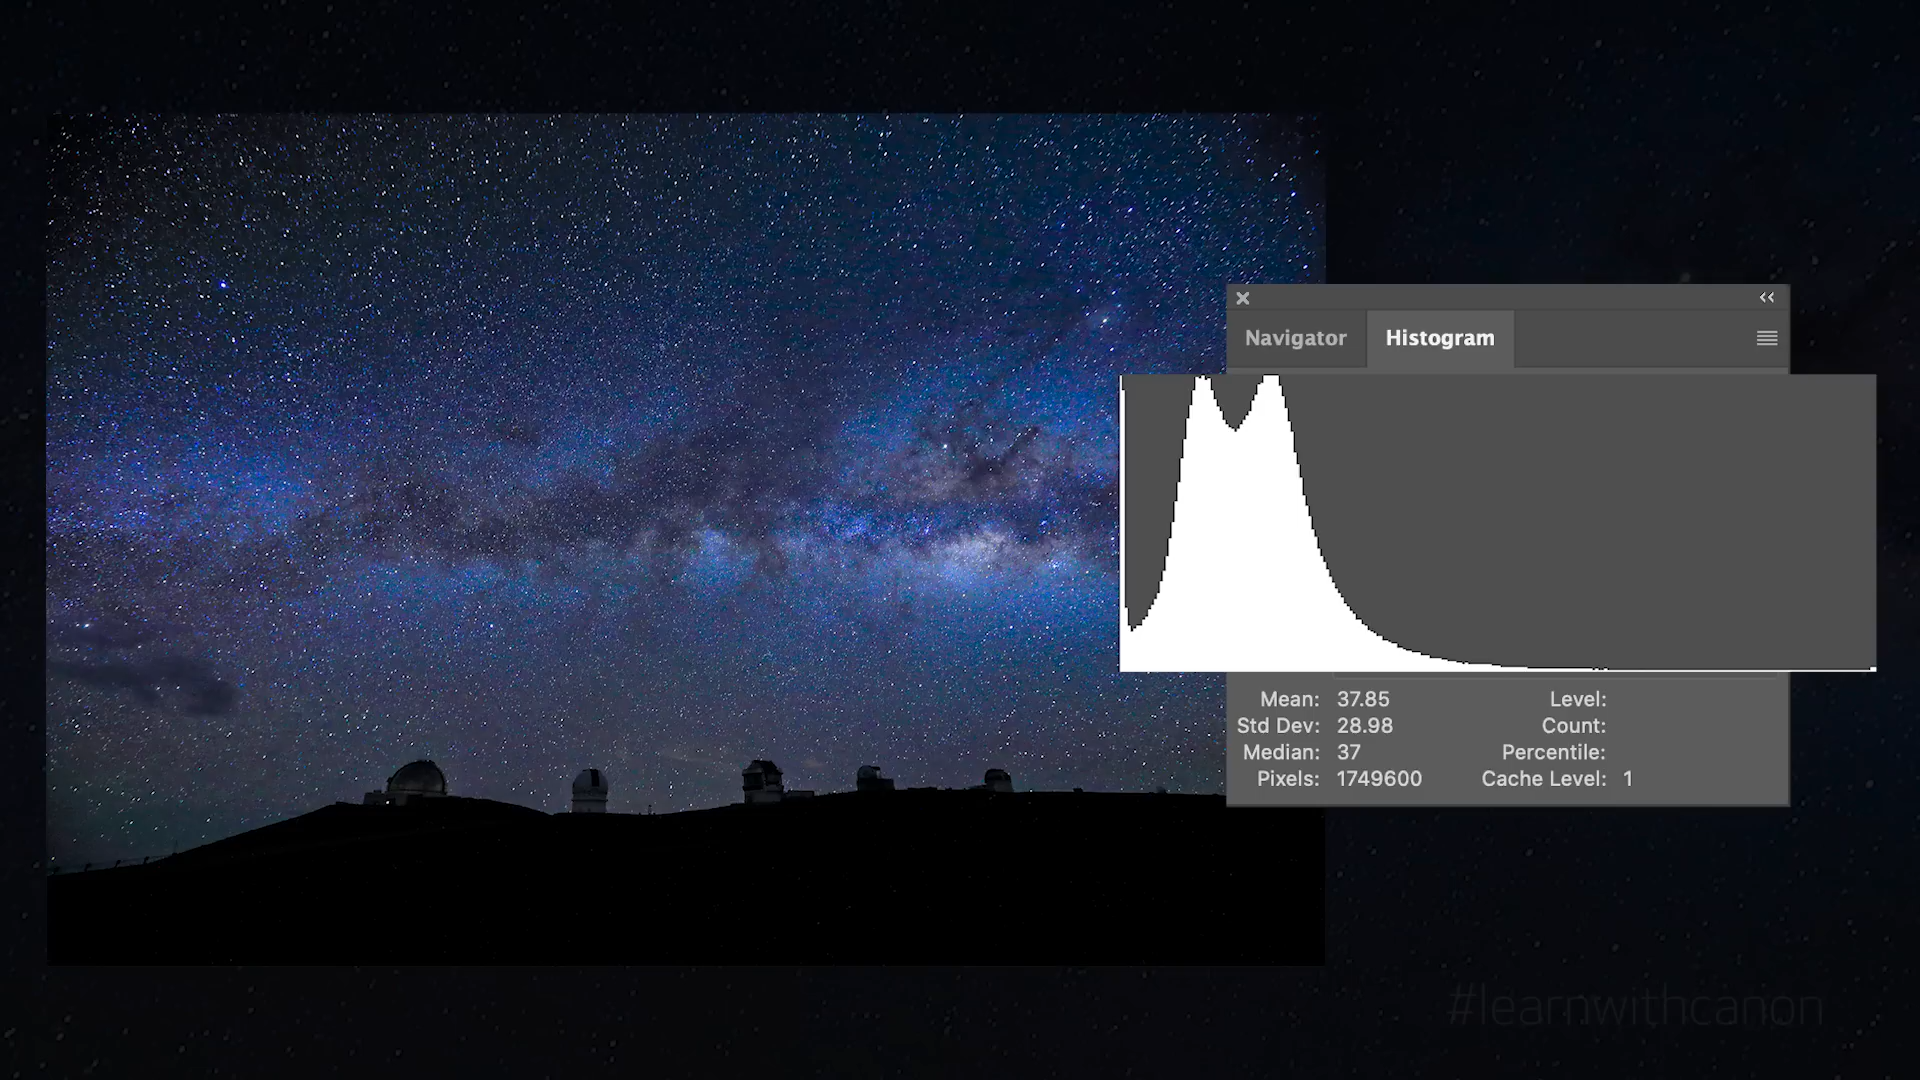 Navigator Histogram
Mean: 37.85 Level:
Std Dev: 28.98 Count:
Median: 37 Percentile:
Pixels: 1749600 Cache Level: 1
#learnwithcanon